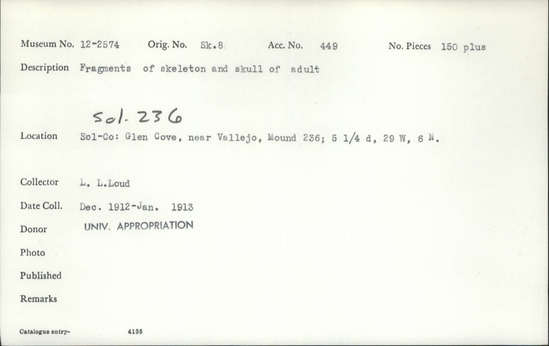 Museum No. 12-2574 Orig. No. Sk.8 Acc. No. 449 No. Pieces 150 plus
Description Fragments of skeleton and skull of adult
Sol. 236
Location Sol-Co: Glen Cove, near Vallejo, Mound 236; 5 1/4 d, 29 W, 6 N.
Collector L. L.Loud
Date Coll. Dec. 1912-Jan. 1913
Donor UNIV. APPROPRIATION
Photo
Published
Remarks
Catalogue entry- 4135